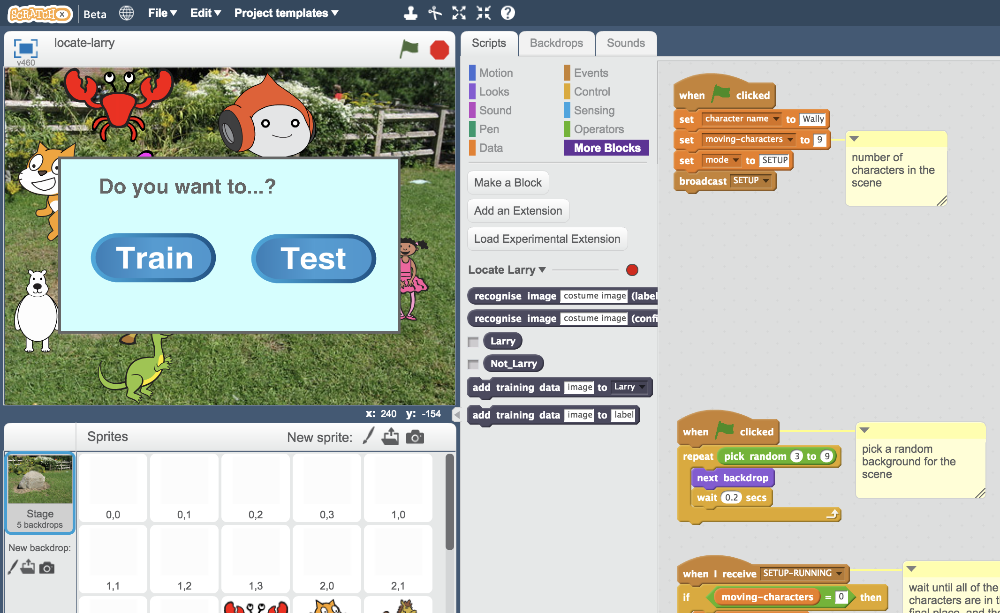 SCRATCH X
Beta
File
Edit
Project templates
locate-larry
v460
Do you want to...?
Train
Test
x: 240 y: -154
Sprites
New sprite:
Stage
5 backdrops
New backdrop:
0,0
0,1
0,2
0,3
1,0
1,1
1,2
1,3
2,0
2,1
Scripts
Backdrops
Sounds
Motion
Looks
Sound
Pen
Data
Events
Control
Sensing
Operators
More Blocks
Make a Block
Add an Extension
Load Experimental Extension
Locate Larry
recognise image costume image (label
recognise image costume image (confi
Larry
Not_Larry
add training data image to Larry
add training data image to label
when clicked
set character name to Wally
set moving-characters to 9
set mode to SETUP
broadcast SETUP
number of
characters in the
scene
when clicked
repeat pick random 3 to 9
next backdrop
wait 0.2 secs
pick a random
background for the
scene
when I receive SETUP-RUNNING
if moving-characters = 0 then
wait until all of the
characters are in